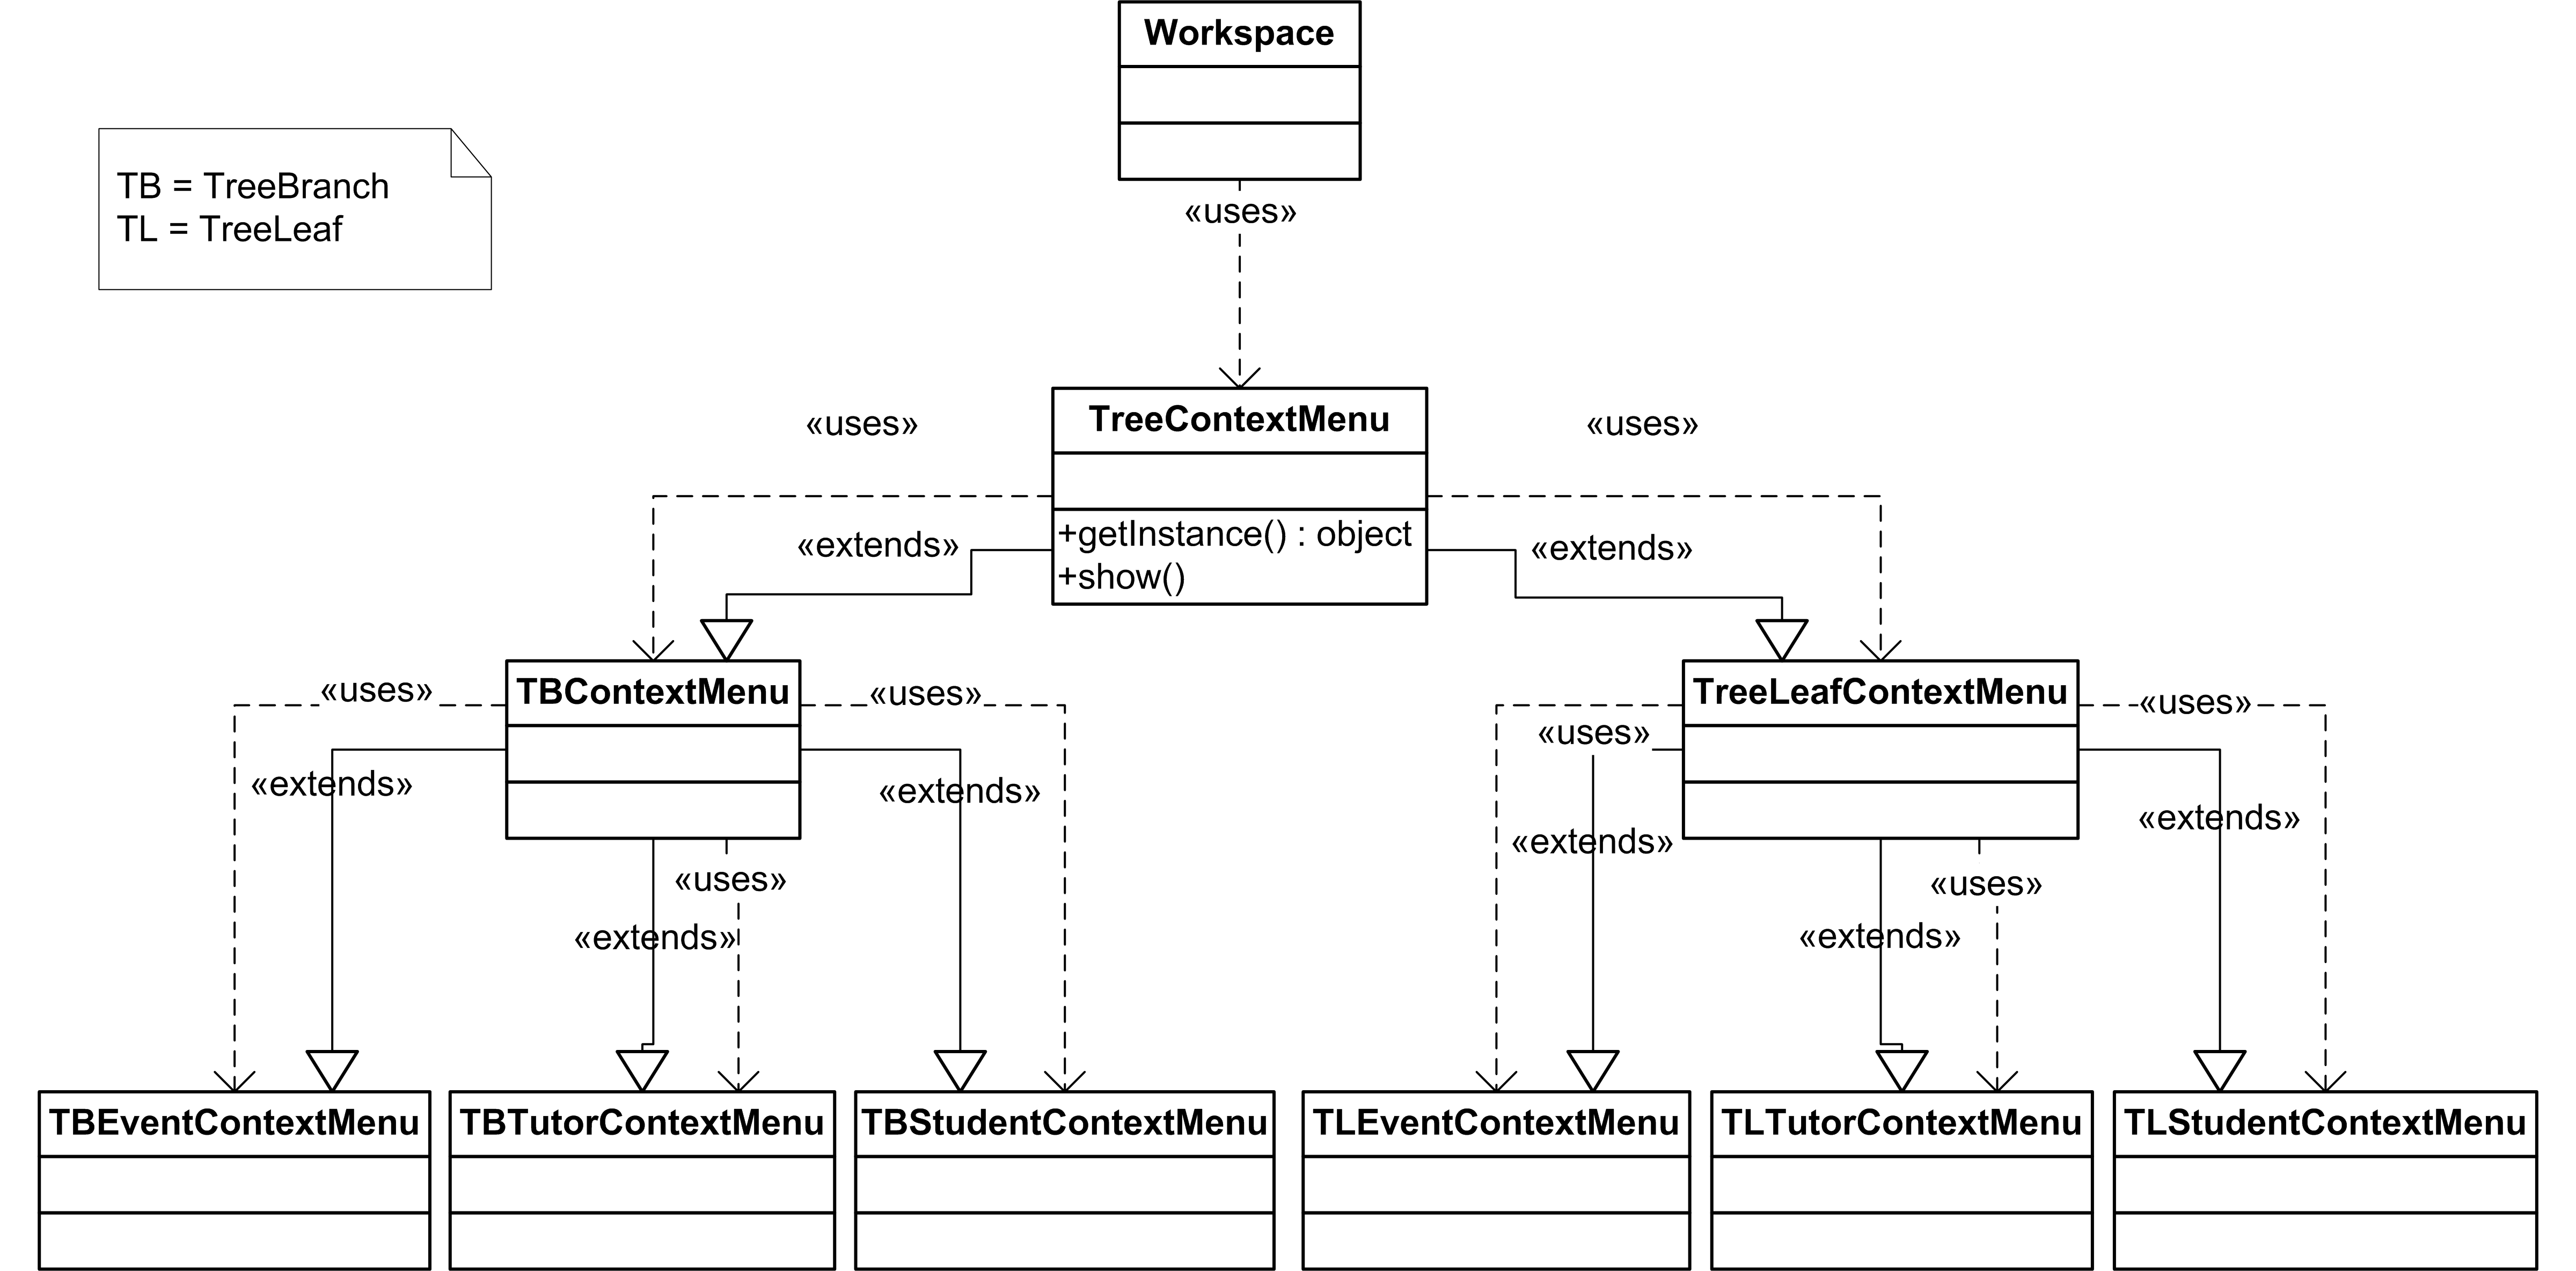 Workspace
TB = TreeBranch
TL = TreeLeaf
«uses»
TreeContextMenu
«uses»
«uses»
+getInstance() : object
+show()
«extends»
«extends»
TBContextMenu
TreeLeafContextMenu
«uses»
«uses»
«uses»
«uses»
«extends»
«extends»
«extends»
«extends»
«uses»
«uses»
«extends»
«extends»
TBEventContextMenu
TBTutorContextMenu
TBStudentContextMenu
TLEventContextMenu
TLTutorContextMenu
TLStudentContextMenu